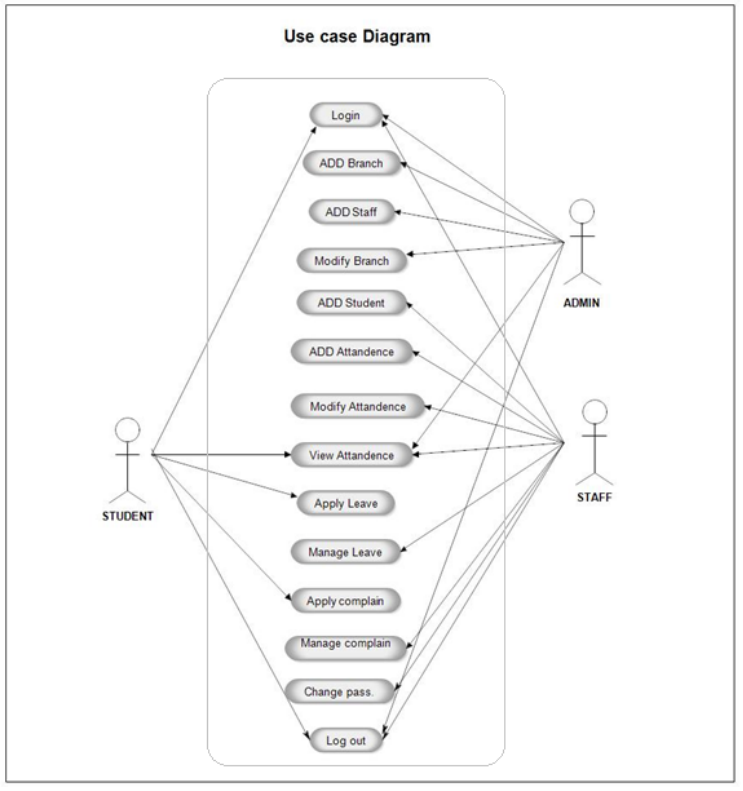 Use case Diagram
Login
ADD Branch
ADD Staff
Modify Branch
ADD Student
ADD Attandence
Modify Attandence
View Attandence
Apply Leave
Manage Leave
Apply complain
Manage complain
Change pass.
Log out
ADMIN
STAFF
STUDENT